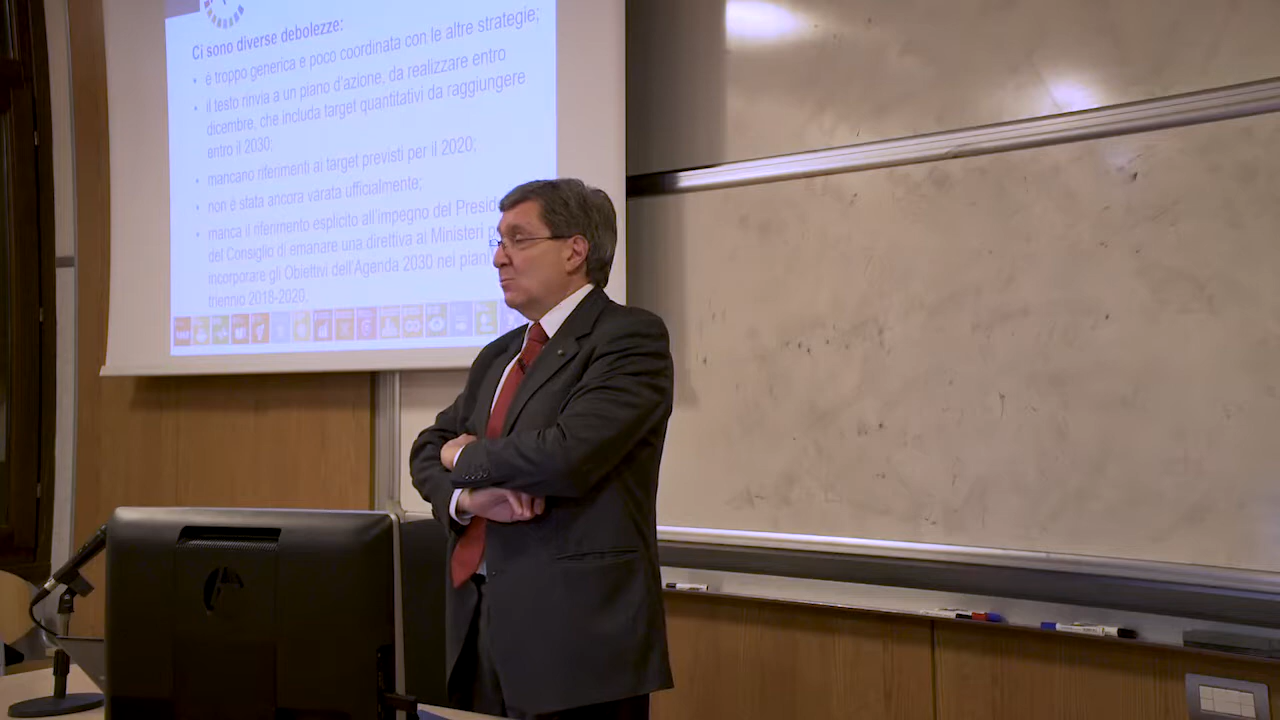 Ci sono diverse debolezze:
• è troppo generica e poco coordinata con le altre strategie;
• il testo rinvia a un piano d'azione, da realizzare entro
dicembre, che includa target quantitativi da raggiungere
entro il 2030;
• mancano riferimenti ai target previsti per il 2020;
• non è stata ancora varata ufficialmente;
• manca il riferimento esplicito all'impegno del Presid
del Consiglio di emanare una direttiva ai Ministeri p
incorporare gli Obiettivi dell'Agenda 2030 nei piani
triennio 2018-2020.